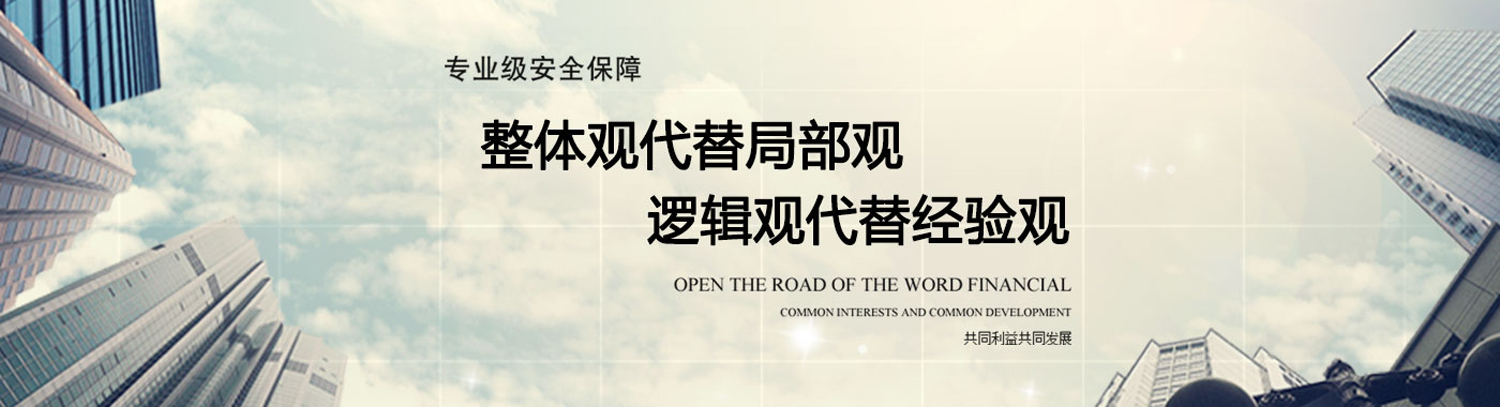 专业级安全保障
整体观代替局部观
逻辑观代替经验观
OPEN THE ROAD OF THE WORD FINANCIAL
COMMON INTERESTS AND COMMON DEVELOPMENT
共同利益共同发展